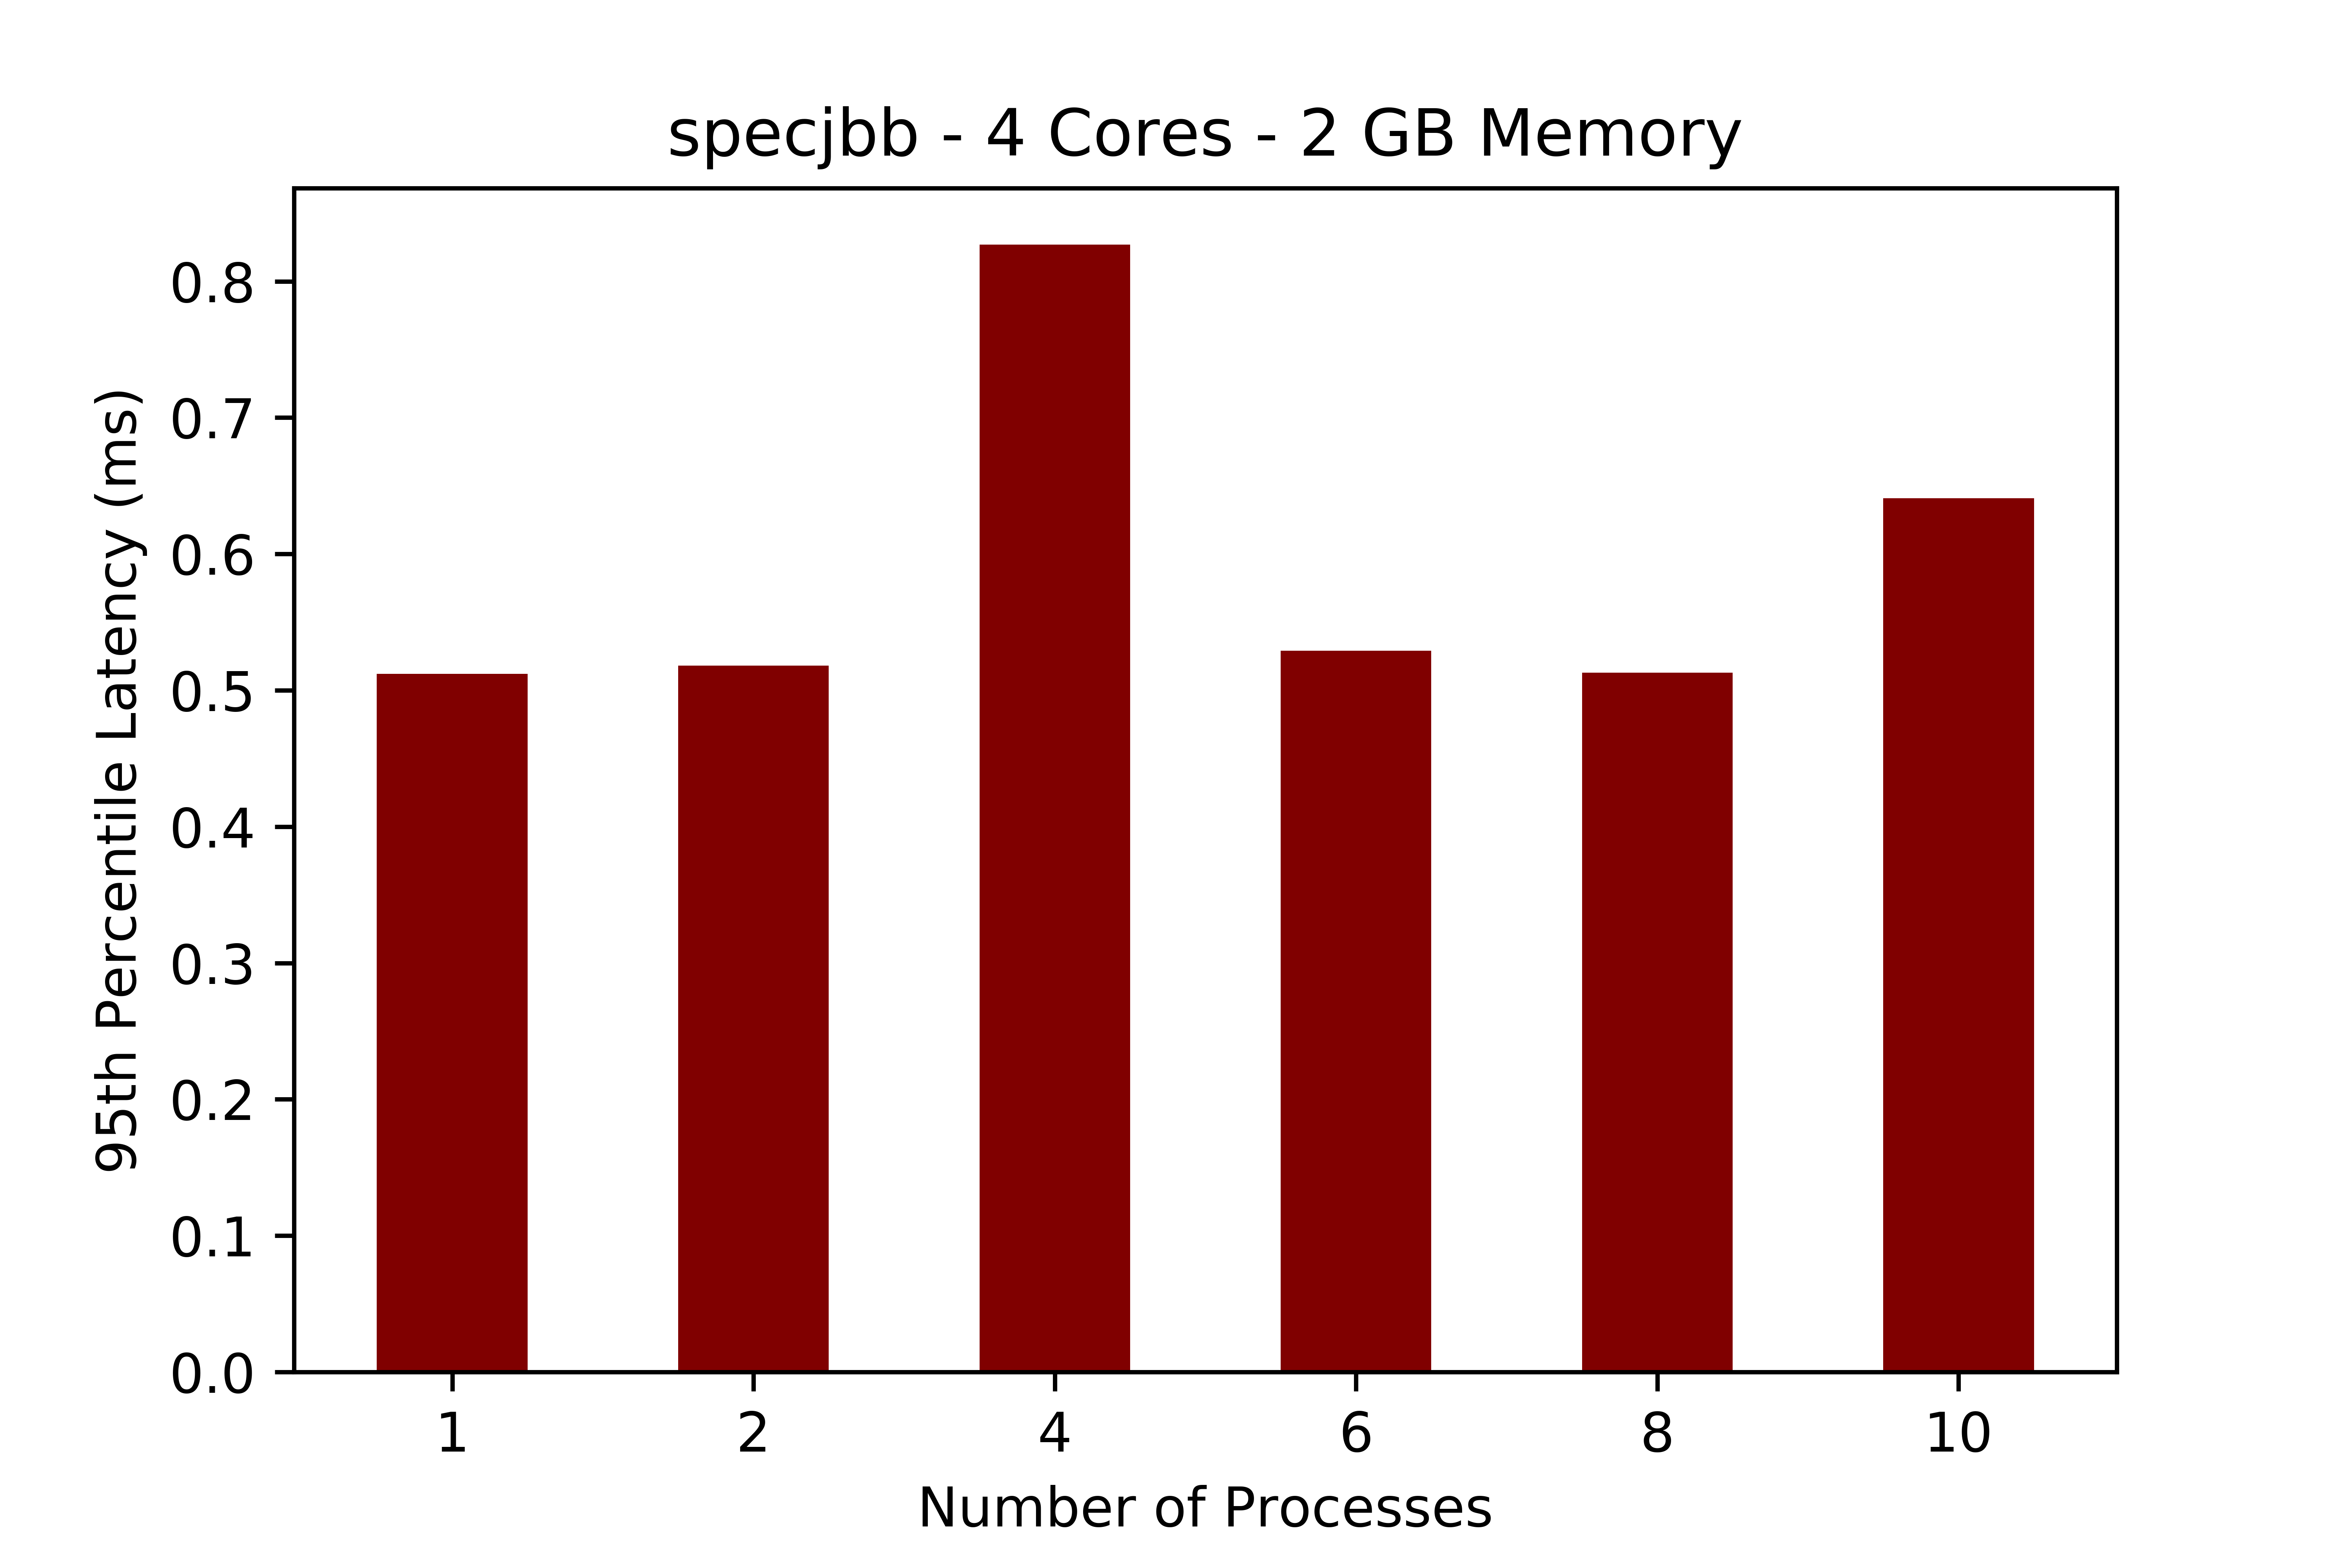 specjbb - 4 Cores - 2 GB Memory
95th Percentile Latency (ms)
0.8
0.7
0.6
0.5
0.4
0.3
0.2
0.1
0.0
1 2 4 6 8 10
Number of Processes